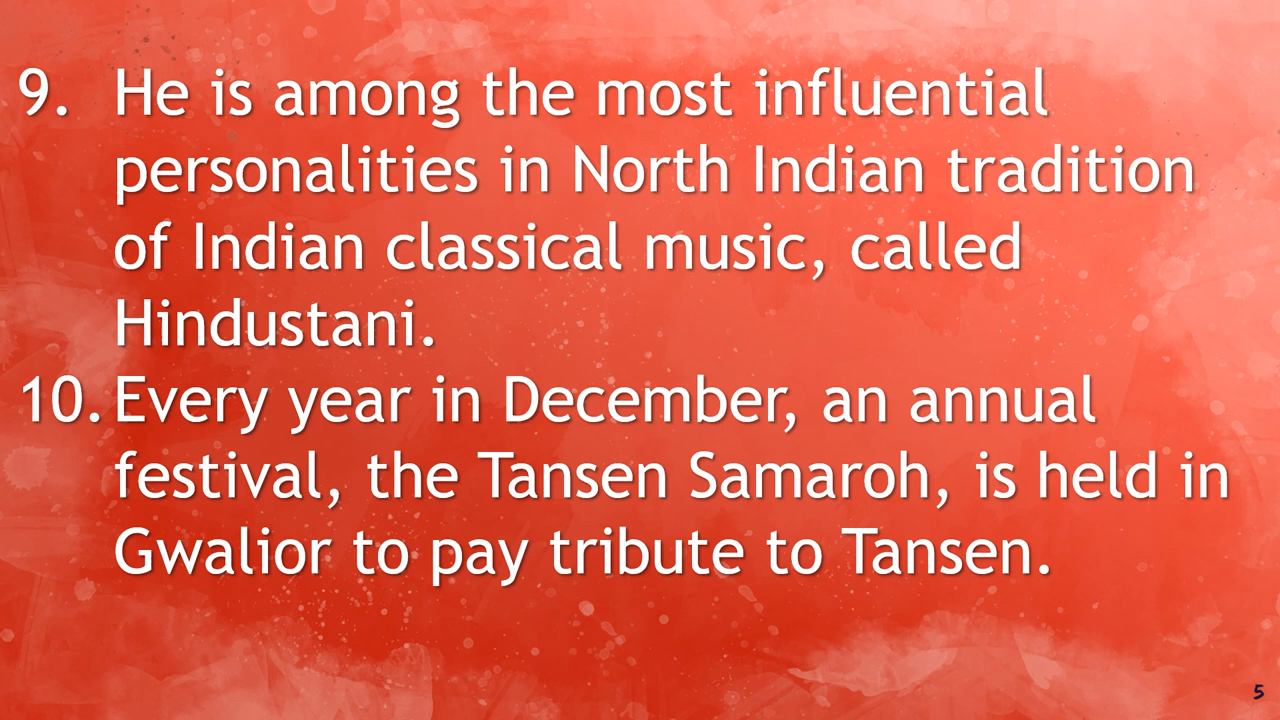 9. He is among the most influential
personalities in North Indian tradition
of Indian classical music, called
Hindustani.
10. Every year in December, an annual
festival, the Tansen Samaroh, is held in
Gwalior to pay tribute to Tansen.
5